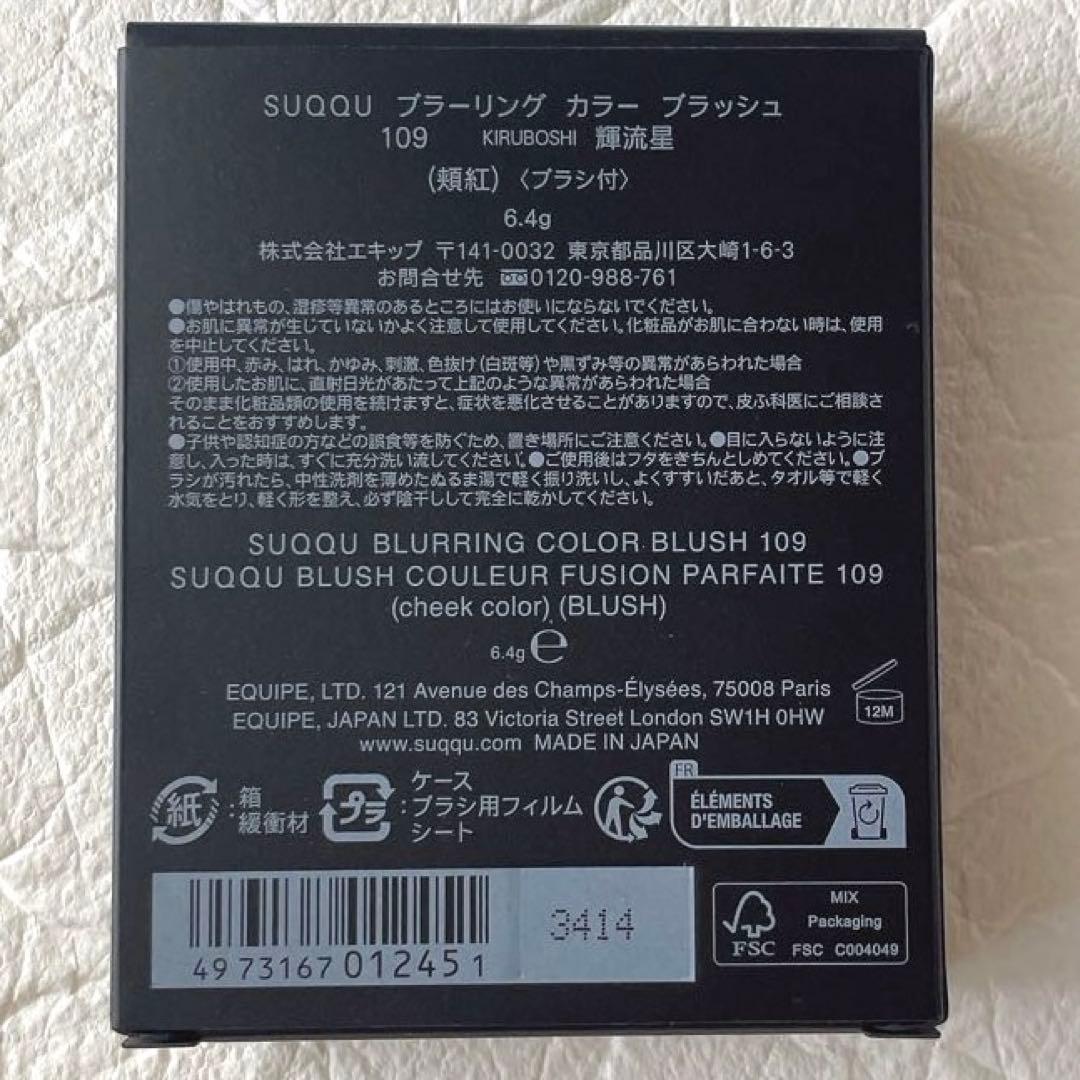 SUQQU ブラーリング カラー ブラッシュ
109 KIRUBOSHI 輝流星
(頬紅)〈ブラシ付〉
6.4g
株式会社エキップ 〒141-0032 東京都品川区大崎1-6-3
お問合せ先 0120-988-761
●傷やはれもの、湿疹等異常のあるところにはお使いにならないでください。
●お肌に異常が生じていないかよく注意して使用してください。化粧品がお肌に合わない時は、使用
を中止してください。
①使用中、赤み、はれ、かゆみ、刺激、色抜け(白斑等)や黒ずみ等の異常があらわれた場合
②使用したお肌に、直射日光があたって上記のような異常があらわれた場合
そのまま化粧品類の使用を続けますと、症状を悪化させることがありますので、皮ふ科医にご相談さ
れることをおすすめします。
●子供や認知症の方などの誤食等を防ぐため、置き場所にご注意ください。●目に入らないように注
意し、入った時は、すぐに充分洗い流してください。●ご使用後はフタをきちんとしめてください。●ブ
ラシが汚れたら、中性洗剤を薄めたぬるま湯で軽く振り洗いし、よくすすいだあと、タオル等で軽く
水気をとり、軽く形を整え、必ず陰干しして完全に乾かしてください。
SUQQU BLURRING COLOR BLUSH 109
SUQQU BLUSH COULEUR FUSION PARFAITE 109
(cheek color) (BLUSH)
6.4g ℮
EQUIPE, LTD. 121 Avenue des Champs-Élysées, 75008 Paris
EQUIPE, JAPAN LTD. 83 Victoria Street London SW1H 0HW
www.suqqu.com MADE IN JAPAN
12M
紙 : 箱
緩衝材
プラ : ケース
ブラシ用フィルム
シート
FR
ÉLÉMENTS
D'EMBALLAGE
49 73167 012451
3414
FSC
MIX
Packaging
FSC C004049